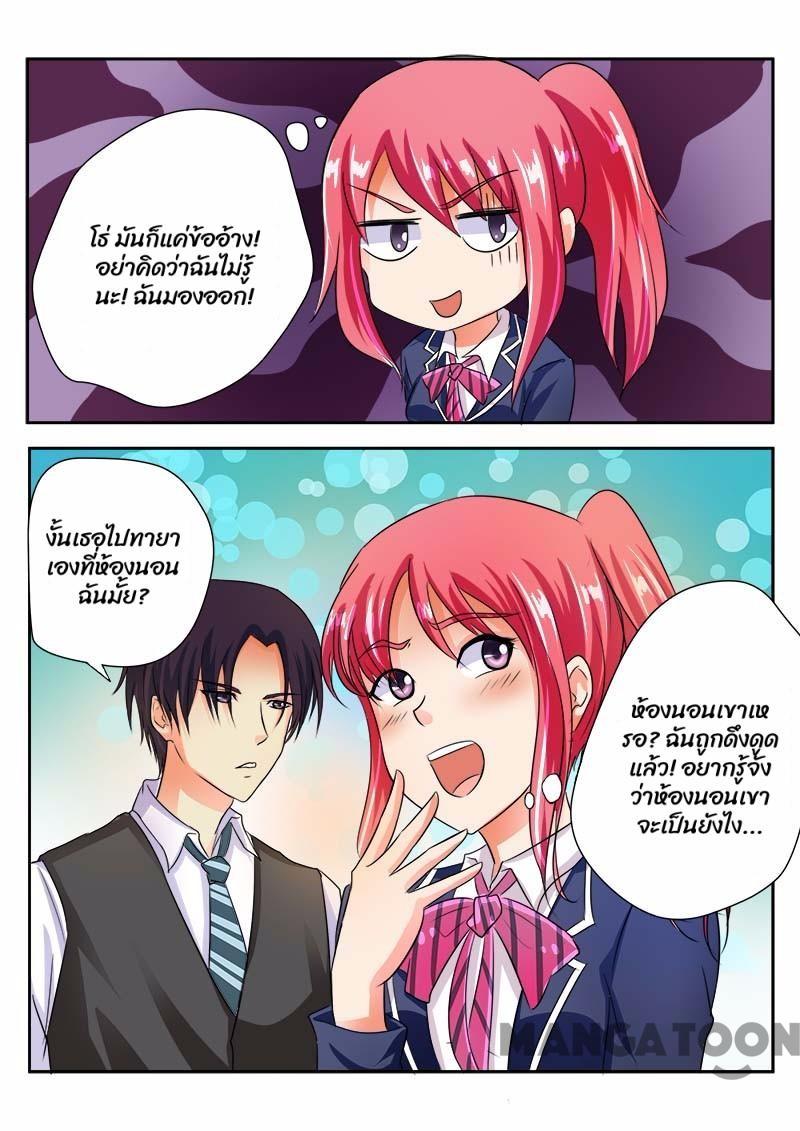 โธ่ มันก็แค่ข้ออ้าง!
อย่าคิดว่าฉันไม่รู้
นะ! ฉันมองออก!
งั้นเธอไปทายา
เองที่ห้องนอน
ฉันมั้ย?
ห้องนอนเขาเห
รอ? ฉันถูกดึงดูด
แล้ว! อยากรู้จัง
ว่าห้องนอนเขา
จะเป็นยังไง...
MANGATOON